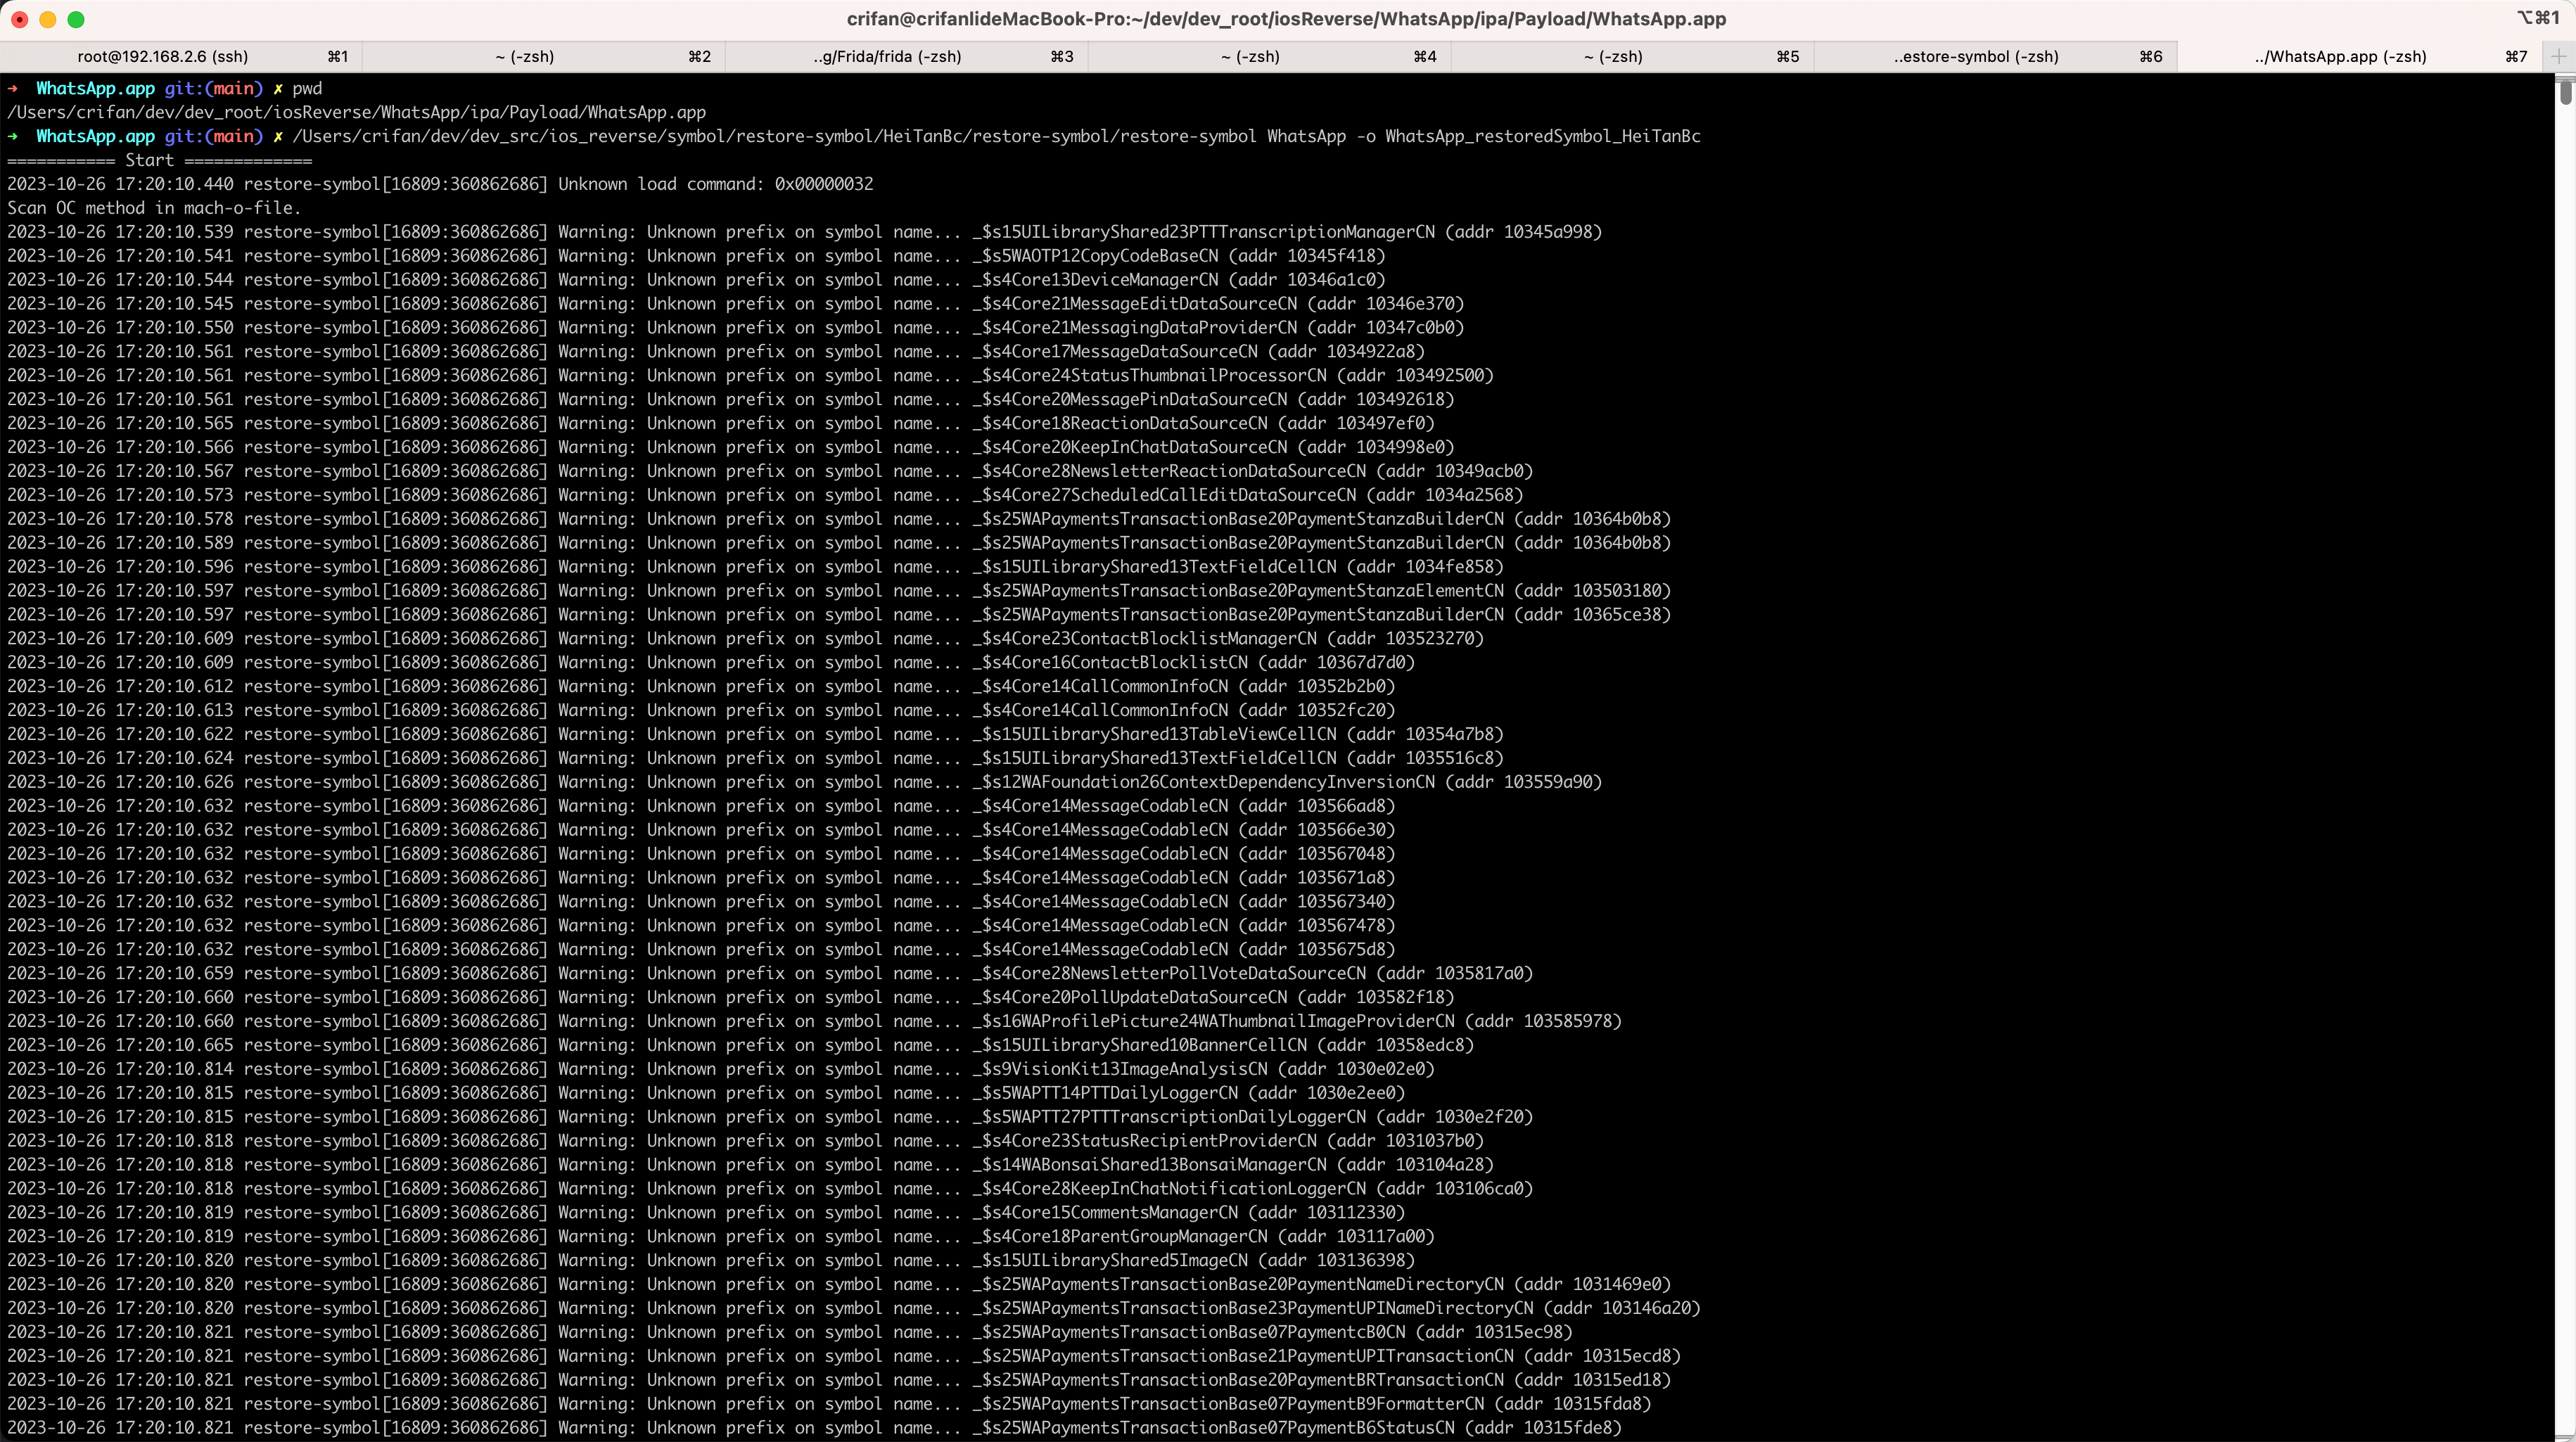 crifan@crifanlideMacBook-Pro:~/dev/dev_root/iosReverse/WhatsApp/ipa/Payload/WhatsApp.app ⌥⌘1
root@192.168.2.6 (ssh) ⌘1 ~ (-zsh) ⌘2 ..g/Frida/frida (-zsh) ⌘3 ~ (-zsh) ⌘4 ~ (-zsh) ⌘5 ..estore-symbol (-zsh) ⌘6 ../WhatsApp.app (-zsh) ⌘7 +
➜ WhatsApp.app git:(main) ✗ pwd
/Users/crifan/dev/dev_root/iosReverse/WhatsApp/ipa/Payload/WhatsApp.app
➜ WhatsApp.app git:(main) ✗ /Users/crifan/dev/dev_src/ios_reverse/symbol/restore-symbol/HeiTanBc/restore-symbol/restore-symbol WhatsApp -o WhatsApp_restoredSymbol_HeiTanBc
=========== Start =============
2023-10-26 17:20:10.440 restore-symbol[16809:360862686] Unknown load command: 0x00000032
Scan OC method in mach-o-file.
2023-10-26 17:20:10.539 restore-symbol[16809:360862686] Warning: Unknown prefix on symbol name... _$s15UILibraryShared23PTTTranscriptionManagerCN (addr 10345a998)
2023-10-26 17:20:10.541 restore-symbol[16809:360862686] Warning: Unknown prefix on symbol name... _$s5WAOTP12CopyCodeBaseCN (addr 10345f418)
2023-10-26 17:20:10.544 restore-symbol[16809:360862686] Warning: Unknown prefix on symbol name... _$s4Core13DeviceManagerCN (addr 10346a1c0)
2023-10-26 17:20:10.545 restore-symbol[16809:360862686] Warning: Unknown prefix on symbol name... _$s4Core21MessageEditDataSourceCN (addr 10346e370)
2023-10-26 17:20:10.550 restore-symbol[16809:360862686] Warning: Unknown prefix on symbol name... _$s4Core21MessagingDataProviderCN (addr 10347c0b0)
2023-10-26 17:20:10.561 restore-symbol[16809:360862686] Warning: Unknown prefix on symbol name... _$s4Core17MessageDataSourceCN (addr 1034922a8)
2023-10-26 17:20:10.561 restore-symbol[16809:360862686] Warning: Unknown prefix on symbol name... _$s4Core24StatusThumbnailProcessorCN (addr 103492500)
2023-10-26 17:20:10.561 restore-symbol[16809:360862686] Warning: Unknown prefix on symbol name... _$s4Core20MessagePinDataSourceCN (addr 103492618)
2023-10-26 17:20:10.565 restore-symbol[16809:360862686] Warning: Unknown prefix on symbol name... _$s4Core18ReactionDataSourceCN (addr 103497ef0)
2023-10-26 17:20:10.566 restore-symbol[16809:360862686] Warning: Unknown prefix on symbol name... _$s4Core20KeepInChatDataSourceCN (addr 1034998e0)
2023-10-26 17:20:10.567 restore-symbol[16809:360862686] Warning: Unknown prefix on symbol name... _$s4Core28NewsletterReactionDataSourceCN (addr 10349acb0)
2023-10-26 17:20:10.573 restore-symbol[16809:360862686] Warning: Unknown prefix on symbol name... _$s4Core27ScheduledCallEditDataSourceCN (addr 1034a2568)
2023-10-26 17:20:10.578 restore-symbol[16809:360862686] Warning: Unknown prefix on symbol name... _$s25WAPaymentsTransactionBase20PaymentStanzaBuilderCN (addr 10364b0b8)
2023-10-26 17:20:10.589 restore-symbol[16809:360862686] Warning: Unknown prefix on symbol name... _$s25WAPaymentsTransactionBase20PaymentStanzaBuilderCN (addr 10364b0b8)
2023-10-26 17:20:10.596 restore-symbol[16809:360862686] Warning: Unknown prefix on symbol name... _$s15UILibraryShared13TextFieldCellCN (addr 1034fe858)
2023-10-26 17:20:10.597 restore-symbol[16809:360862686] Warning: Unknown prefix on symbol name... _$s25WAPaymentsTransactionBase20PaymentStanzaElementCN (addr 103503180)
2023-10-26 17:20:10.597 restore-symbol[16809:360862686] Warning: Unknown prefix on symbol name... _$s25WAPaymentsTransactionBase20PaymentStanzaBuilderCN (addr 10365ce38)
2023-10-26 17:20:10.609 restore-symbol[16809:360862686] Warning: Unknown prefix on symbol name... _$s4Core23ContactBlocklistManagerCN (addr 103523270)
2023-10-26 17:20:10.609 restore-symbol[16809:360862686] Warning: Unknown prefix on symbol name... _$s4Core16ContactBlocklistCN (addr 10367d7d0)
2023-10-26 17:20:10.612 restore-symbol[16809:360862686] Warning: Unknown prefix on symbol name... _$s4Core14CallCommonInfoCN (addr 10352b2b0)
2023-10-26 17:20:10.613 restore-symbol[16809:360862686] Warning: Unknown prefix on symbol name... _$s4Core14CallCommonInfoCN (addr 10352fc20)
2023-10-26 17:20:10.622 restore-symbol[16809:360862686] Warning: Unknown prefix on symbol name... _$s15UILibraryShared13TableViewCellCN (addr 10354a7b8)
2023-10-26 17:20:10.624 restore-symbol[16809:360862686] Warning: Unknown prefix on symbol name... _$s15UILibraryShared13TextFieldCellCN (addr 1035516c8)
2023-10-26 17:20:10.626 restore-symbol[16809:360862686] Warning: Unknown prefix on symbol name... _$s12WAFoundation26ContextDependencyInversionCN (addr 103559a90)
2023-10-26 17:20:10.632 restore-symbol[16809:360862686] Warning: Unknown prefix on symbol name... _$s4Core14MessageCodableCN (addr 103566ad8)
2023-10-26 17:20:10.632 restore-symbol[16809:360862686] Warning: Unknown prefix on symbol name... _$s4Core14MessageCodableCN (addr 103566e30)
2023-10-26 17:20:10.632 restore-symbol[16809:360862686] Warning: Unknown prefix on symbol name... _$s4Core14MessageCodableCN (addr 103567048)
2023-10-26 17:20:10.632 restore-symbol[16809:360862686] Warning: Unknown prefix on symbol name... _$s4Core14MessageCodableCN (addr 1035671a8)
2023-10-26 17:20:10.632 restore-symbol[16809:360862686] Warning: Unknown prefix on symbol name... _$s4Core14MessageCodableCN (addr 103567340)
2023-10-26 17:20:10.632 restore-symbol[16809:360862686] Warning: Unknown prefix on symbol name... _$s4Core14MessageCodableCN (addr 103567478)
2023-10-26 17:20:10.632 restore-symbol[16809:360862686] Warning: Unknown prefix on symbol name... _$s4Core14MessageCodableCN (addr 1035675d8)
2023-10-26 17:20:10.659 restore-symbol[16809:360862686] Warning: Unknown prefix on symbol name... _$s4Core28NewsletterPollVoteDataSourceCN (addr 1035817a0)
2023-10-26 17:20:10.660 restore-symbol[16809:360862686] Warning: Unknown prefix on symbol name... _$s4Core20PollUpdateDataSourceCN (addr 103582f18)
2023-10-26 17:20:10.660 restore-symbol[16809:360862686] Warning: Unknown prefix on symbol name... _$s16WAProfilePicture24WAThumbnailImageProviderCN (addr 103585978)
2023-10-26 17:20:10.665 restore-symbol[16809:360862686] Warning: Unknown prefix on symbol name... _$s15UILibraryShared10BannerCellCN (addr 10358edc8)
2023-10-26 17:20:10.814 restore-symbol[16809:360862686] Warning: Unknown prefix on symbol name... _$s9VisionKit13ImageAnalysisCN (addr 1030e02e0)
2023-10-26 17:20:10.815 restore-symbol[16809:360862686] Warning: Unknown prefix on symbol name... _$s5WAPTT14PTTDailyLoggerCN (addr 1030e2ee0)
2023-10-26 17:20:10.815 restore-symbol[16809:360862686] Warning: Unknown prefix on symbol name... _$s5WAPTT27PTTTranscriptionDailyLoggerCN (addr 1030e2f20)
2023-10-26 17:20:10.818 restore-symbol[16809:360862686] Warning: Unknown prefix on symbol name... _$s4Core23StatusRecipientProviderCN (addr 1031037b0)
2023-10-26 17:20:10.818 restore-symbol[16809:360862686] Warning: Unknown prefix on symbol name... _$s14WABonsaiShared13BonsaiManagerCN (addr 103104a28)
2023-10-26 17:20:10.818 restore-symbol[16809:360862686] Warning: Unknown prefix on symbol name... _$s4Core28KeepInChatNotificationLoggerCN (addr 103106ca0)
2023-10-26 17:20:10.819 restore-symbol[16809:360862686] Warning: Unknown prefix on symbol name... _$s4Core15CommentsManagerCN (addr 103112330)
2023-10-26 17:20:10.819 restore-symbol[16809:360862686] Warning: Unknown prefix on symbol name... _$s4Core18ParentGroupManagerCN (addr 103117a00)
2023-10-26 17:20:10.820 restore-symbol[16809:360862686] Warning: Unknown prefix on symbol name... _$s15UILibraryShared5ImageCN (addr 103136398)
2023-10-26 17:20:10.820 restore-symbol[16809:360862686] Warning: Unknown prefix on symbol name... _$s25WAPaymentsTransactionBase20PaymentNameDirectoryCN (addr 1031469e0)
2023-10-26 17:20:10.820 restore-symbol[16809:360862686] Warning: Unknown prefix on symbol name... _$s25WAPaymentsTransactionBase23PaymentUPINameDirectoryCN (addr 103146a20)
2023-10-26 17:20:10.821 restore-symbol[16809:360862686] Warning: Unknown prefix on symbol name... _$s25WAPaymentsTransactionBase07PaymentcB0CN (addr 10315ec98)
2023-10-26 17:20:10.821 restore-symbol[16809:360862686] Warning: Unknown prefix on symbol name... _$s25WAPaymentsTransactionBase21PaymentUPITransactionCN (addr 10315ecd8)
2023-10-26 17:20:10.821 restore-symbol[16809:360862686] Warning: Unknown prefix on symbol name... _$s25WAPaymentsTransactionBase20PaymentBRTransactionCN (addr 10315ed18)
2023-10-26 17:20:10.821 restore-symbol[16809:360862686] Warning: Unknown prefix on symbol name... _$s25WAPaymentsTransactionBase07PaymentB9FormatterCN (addr 10315fda8)
2023-10-26 17:20:10.821 restore-symbol[16809:360862686] Warning: Unknown prefix on symbol name... _$s25WAPaymentsTransactionBase07PaymentB6StatusCN (addr 10315fde8)